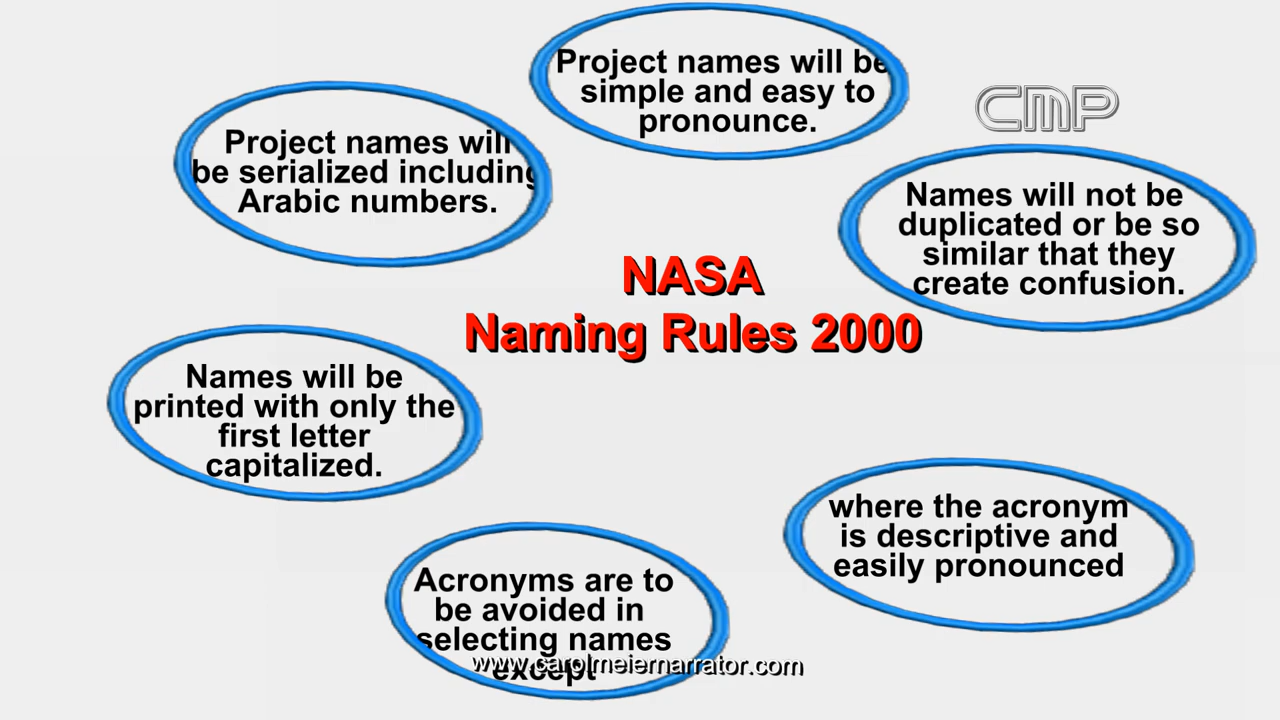 Project names will be
simple and easy to
pronounce.
CMP
Project names will
be serialized including
Arabic numbers.
Names will not be
duplicated or be so
similar that they
create confusion.
NASA
Naming Rules 2000
Names will be
printed with only the
first letter
capitalized.
where the acronym
is descriptive and
easily pronounced
Acronyms are to
be avoided in
selecting names
except
www.carolmeiernarrator.com